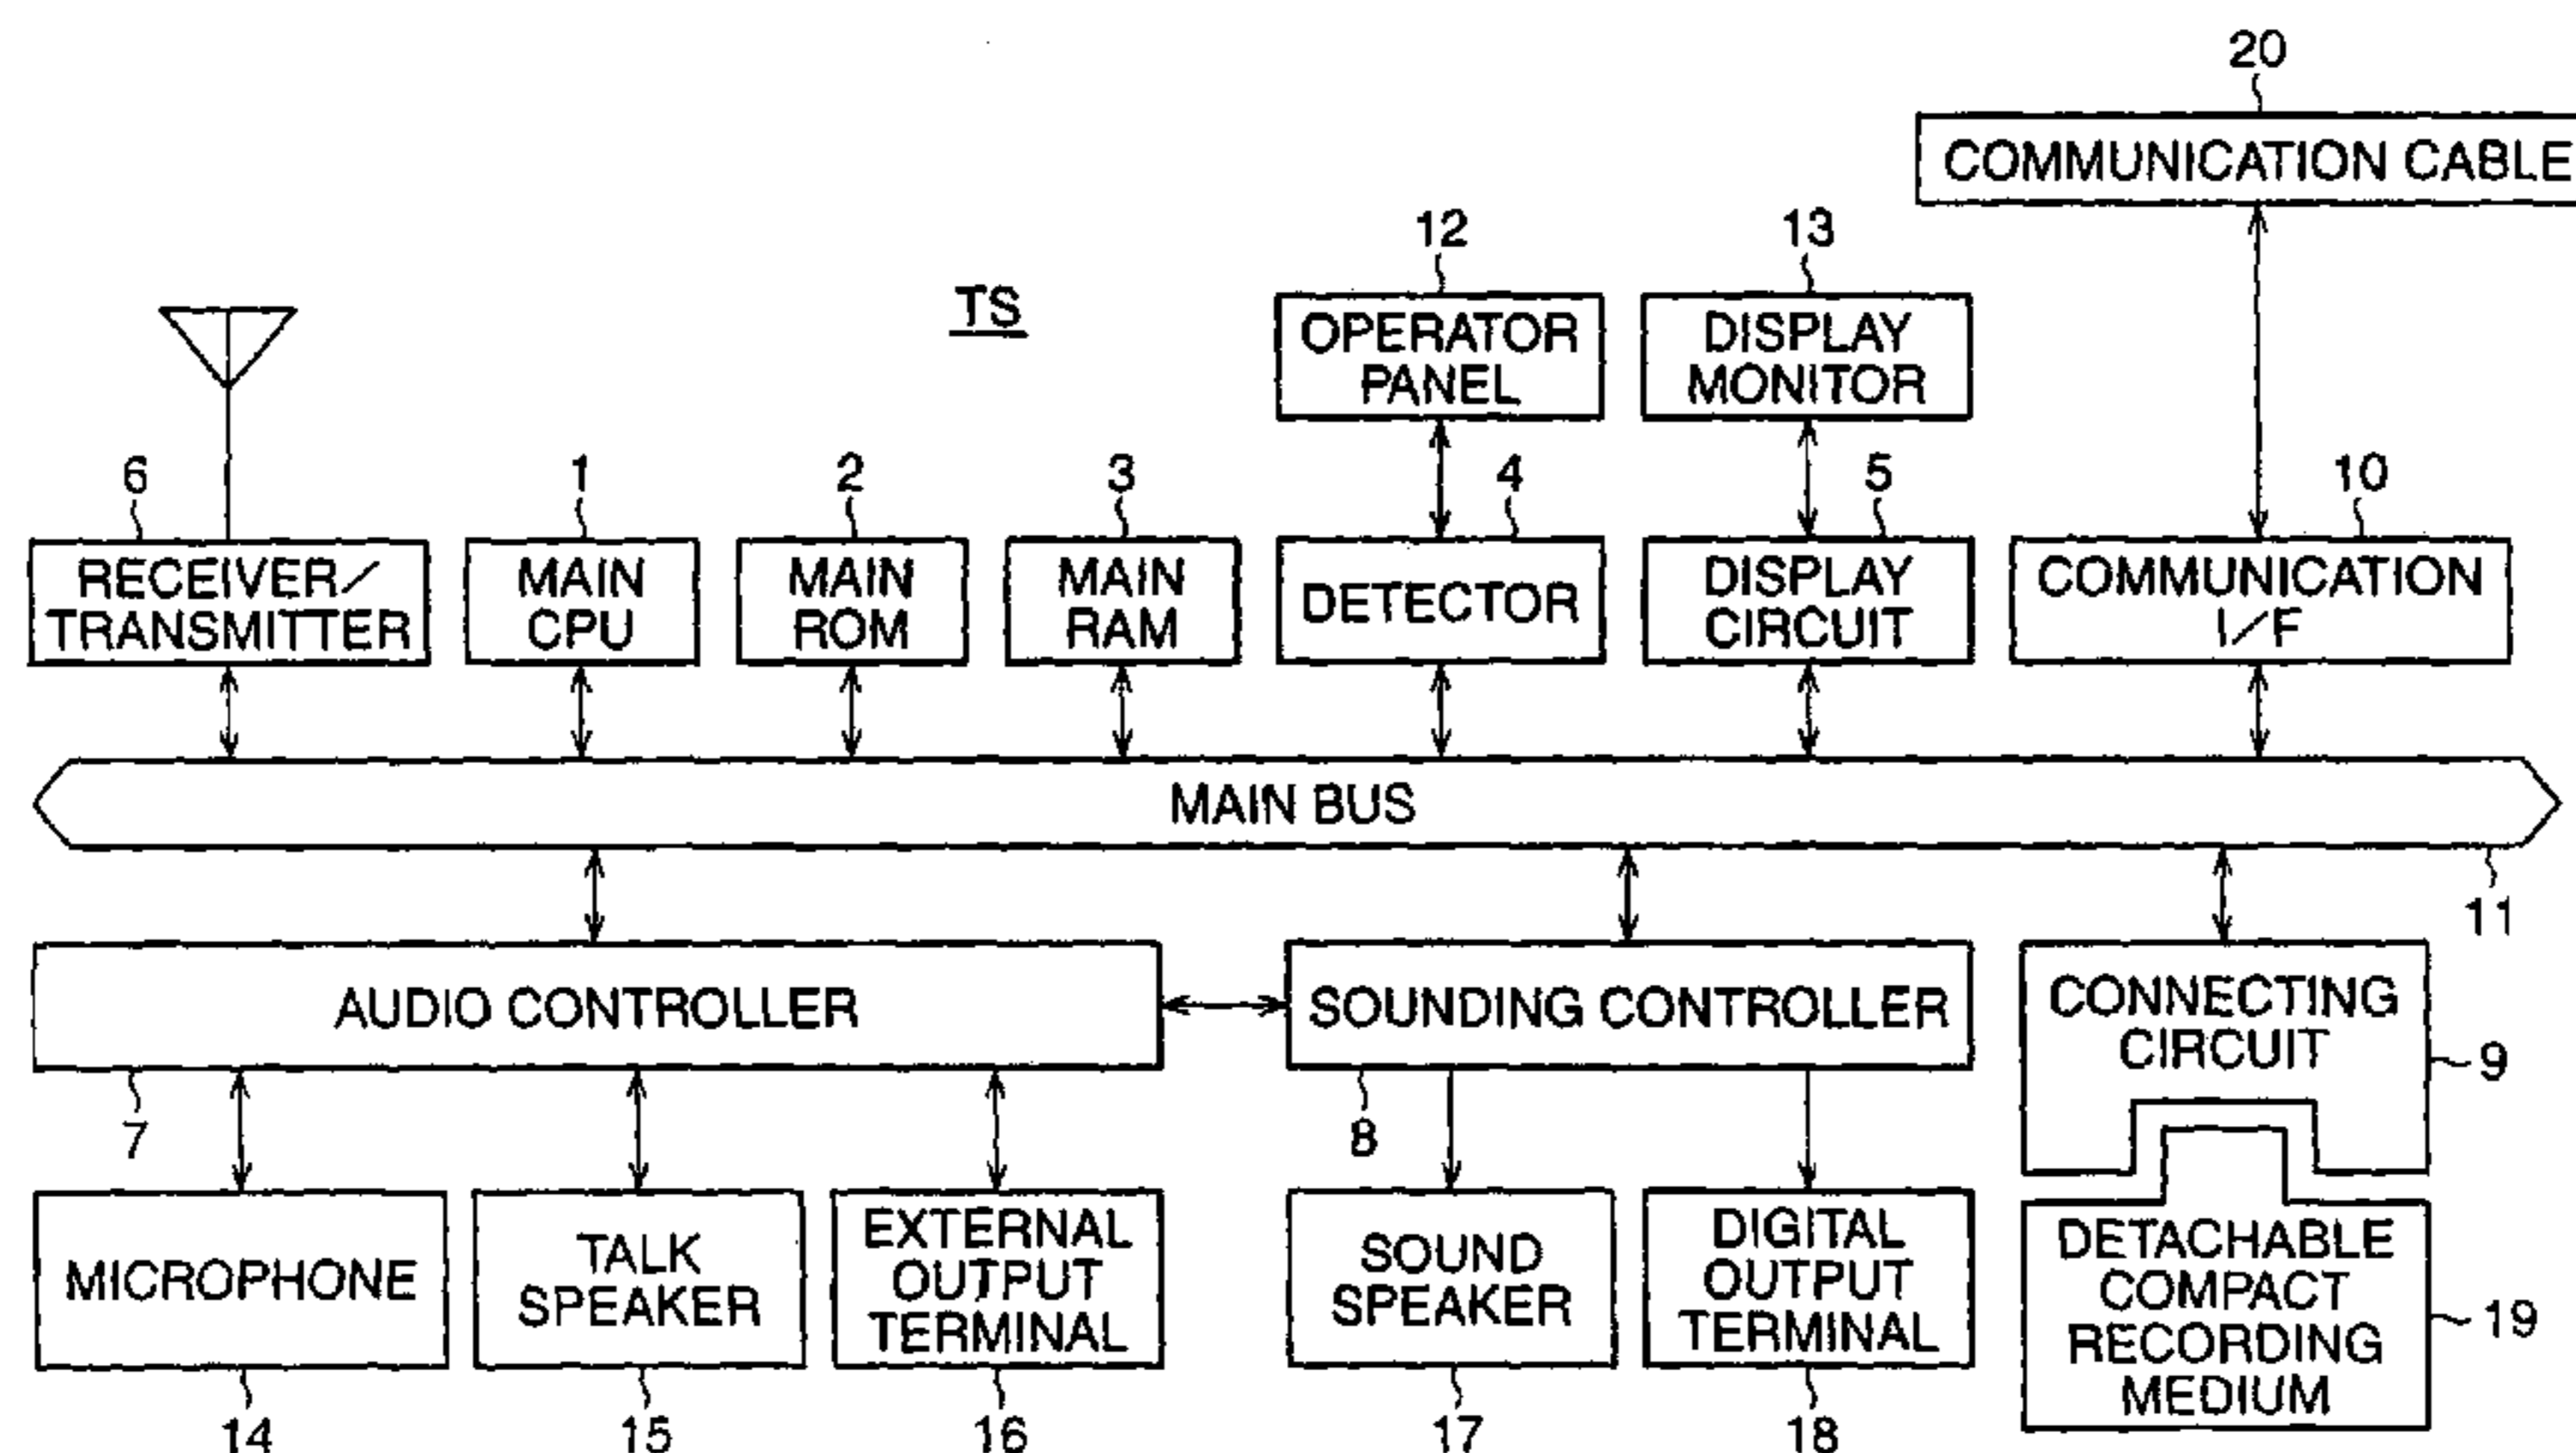 20
COMMUNICATION CABLE
12
13
TS
OPERATOR
PANEL
DISPLAY
MONITOR
6
1
2
3
4
5
10
RECEIVER/
TRANSMITTER
MAIN
CPU
MAIN
ROM
MAIN
RAM
DETECTOR
DISPLAY
CIRCUIT
COMMUNICATION
I/F
MAIN BUS
11
AUDIO CONTROLLER
SOUNDING CONTROLLER
CONNECTING
CIRCUIT
9
7
8
MICROPHONE
TALK
SPEAKER
EXTERNAL
OUTPUT
TERMINAL
SOUND
SPEAKER
DIGITAL
OUTPUT
TERMINAL
DETACHABLE
COMPACT
RECORDING
MEDIUM
19
14
15
16
17
18